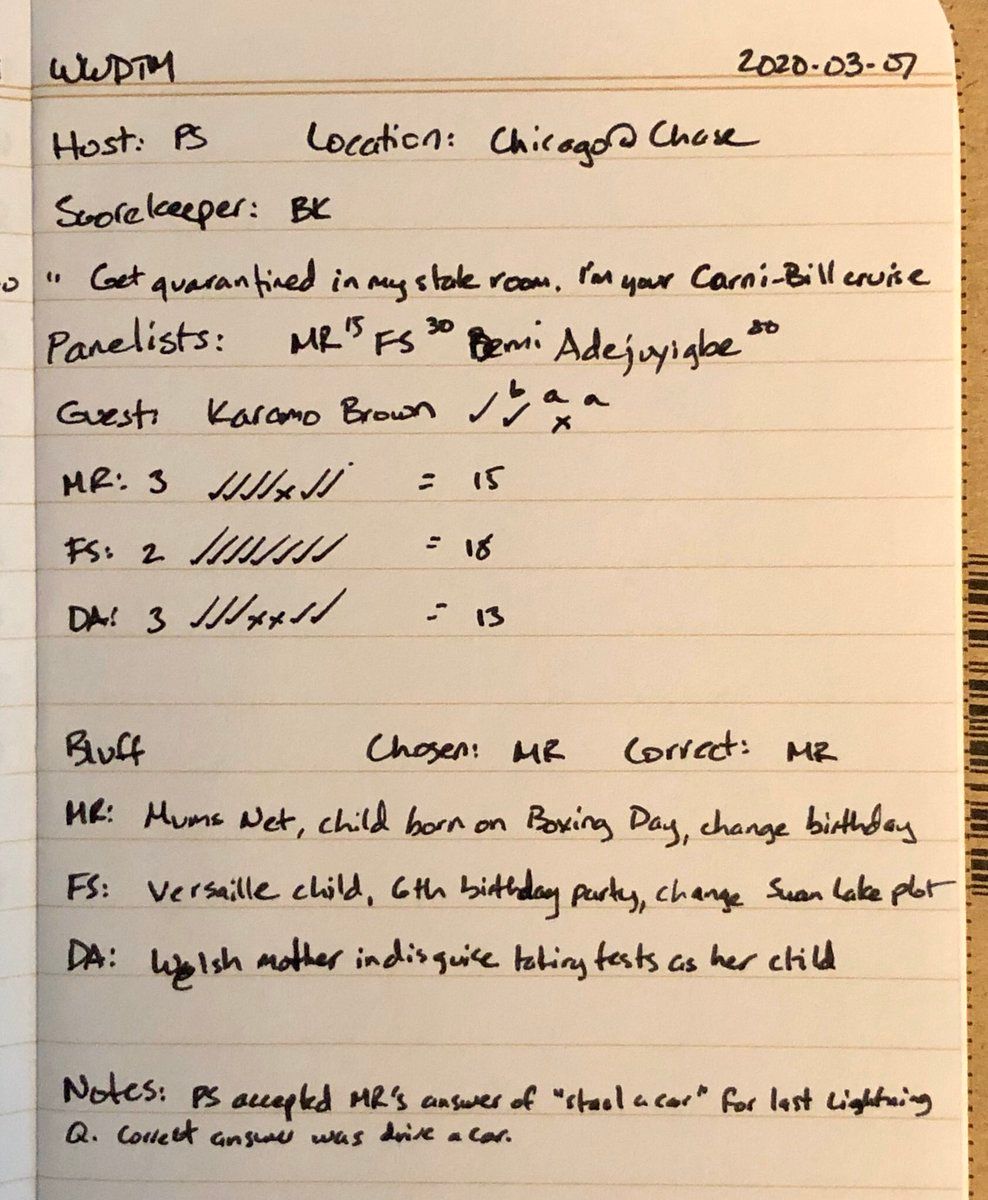 WWDTM 2020-03-07
Host: PS Location: Chicago@Chase
Scorekeeper: BK
" Get quarantined in my state room. I'm your Carni-Bill cruise
Panelists: MR 15 FS 30 Demi Adejuyigbe 80
Guest: Karamo Brown ✓ ✓ b a x a
MR: 3 ✓✓✓✓x✓✓ = 15
FS: 2 ✓✓✓✓✓✓✓✓ = 18
DA: 3 ✓✓✓xx✓✓ = 13
Bluff Chosen: MR Correct: MR
MR: Mums Net, child born on Boxing Day, change birthday
FS: Versaille child, 6th birthday party, change Swan Lake plot
DA: Welsh mother in disguise taking tests as her child
Notes: PS accepted MR's answer of "steal a car" for last Lightning
Q. Correct answer was drive a car.